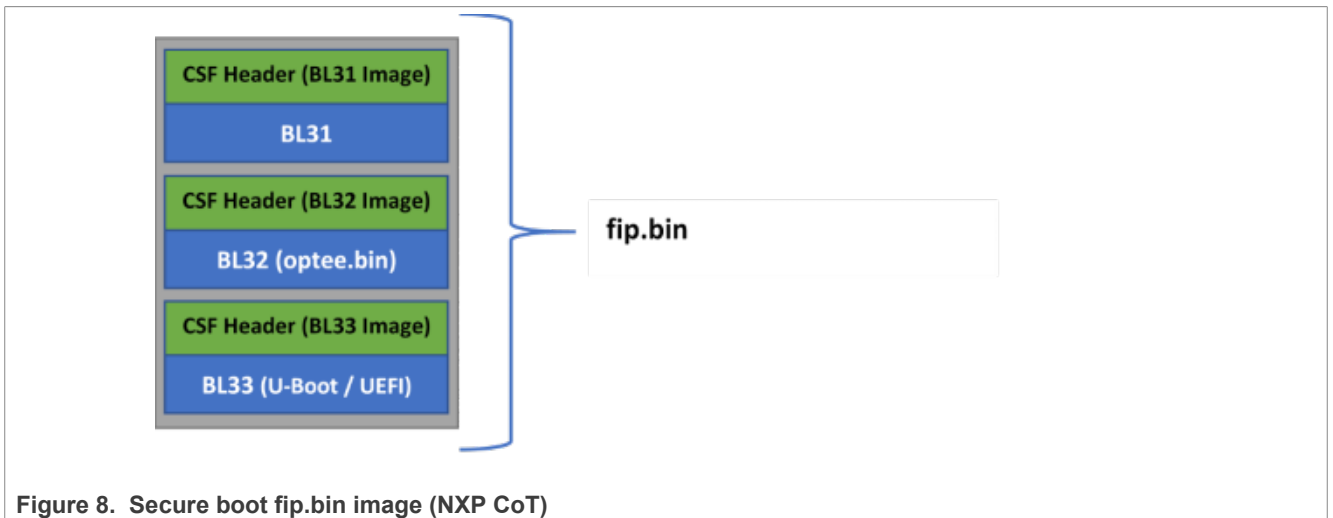 CSF Header (BL31 Image)
BL31
CSF Header (BL32 Image)
BL32 (optee.bin)
CSF Header (BL33 Image)
BL33 (U-Boot / UEFI)
fip.bin
Figure 8. Secure boot fip.bin image (NXP CoT)